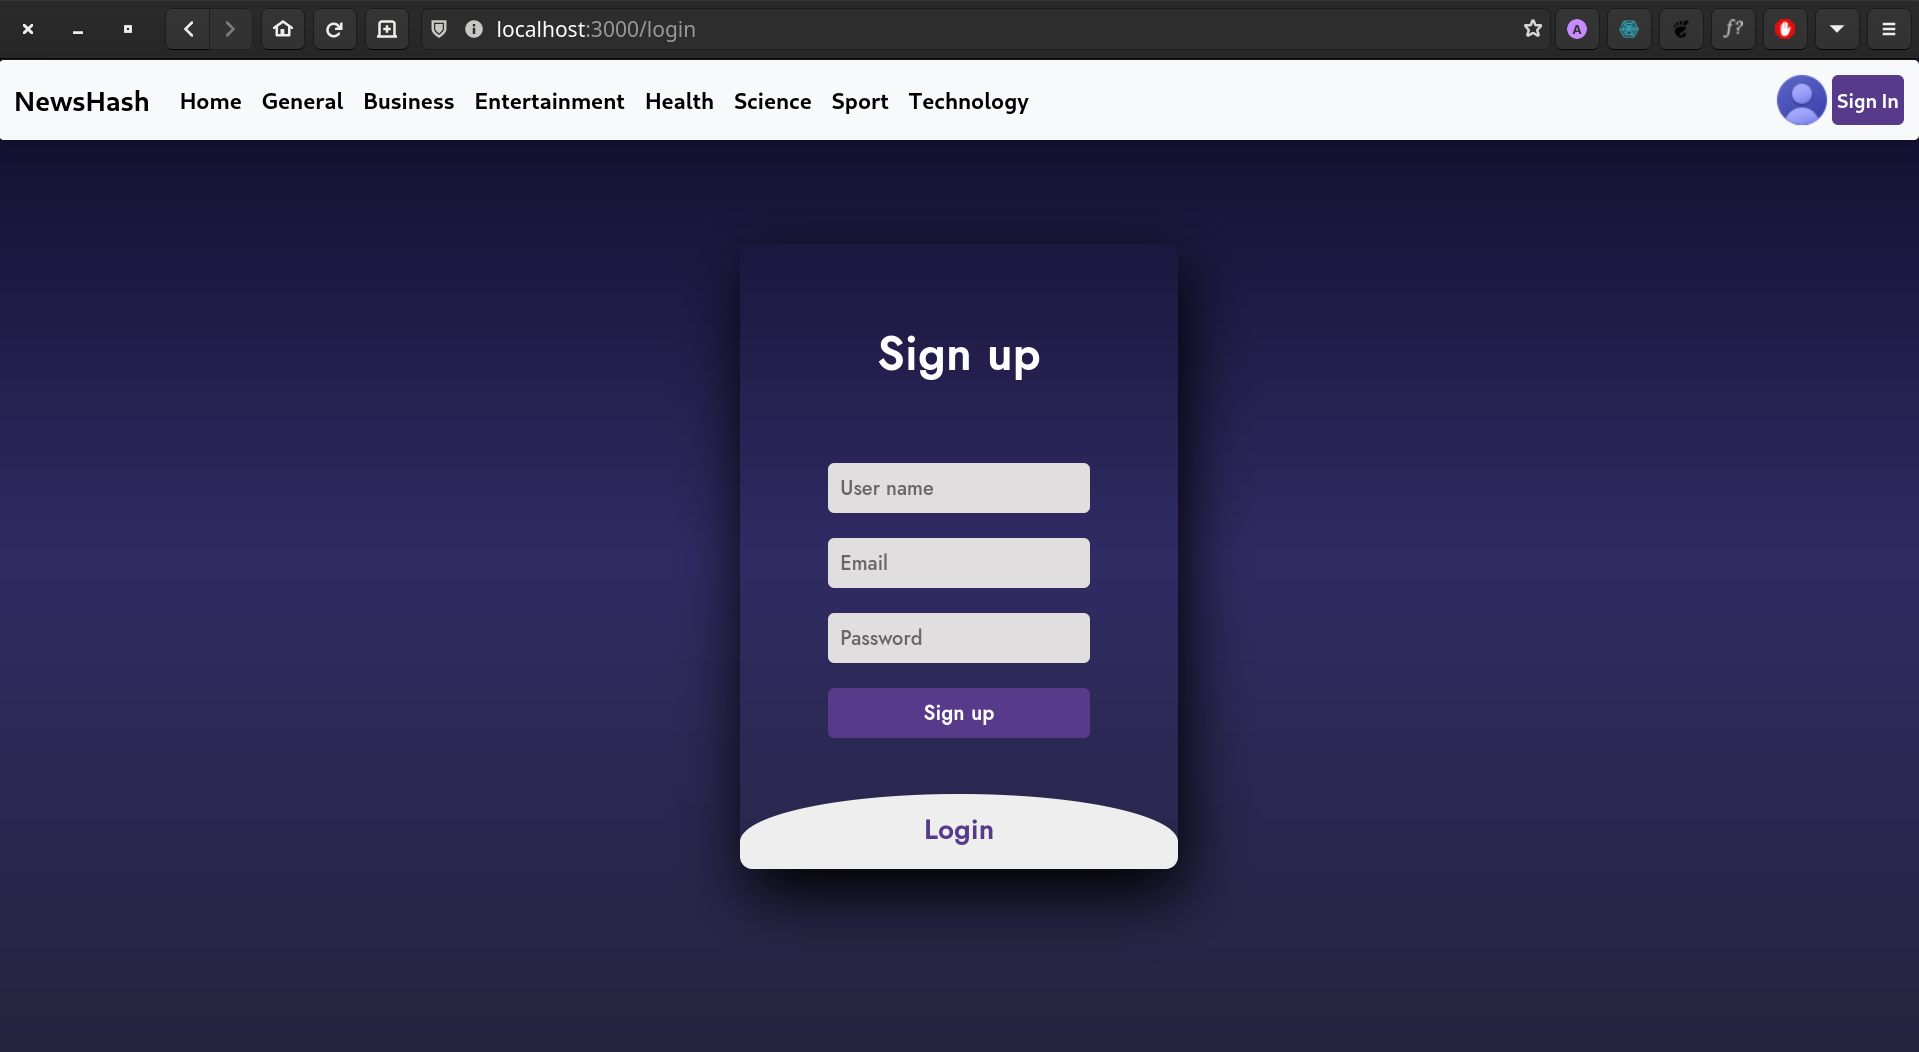 localhost:3000/login
A
f?
NewsHash Home General Business Entertainment Health Science Sport Technology Sign In
Sign up
User name
Email
Password
Sign up
Login